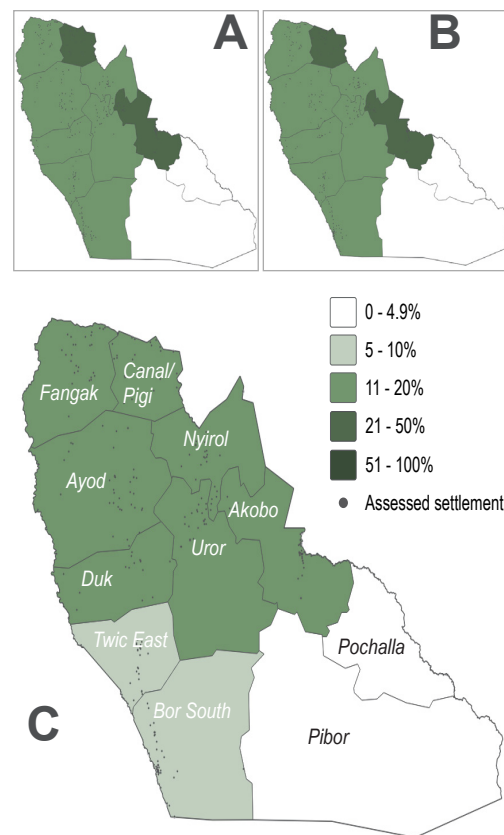 A
B
0 - 4.9%
5 - 10%
11 - 20%
21 - 50%
51 - 100%
Assessed settlement
Fangak
Canal/
Pigi
Nyirol
Ayod
Akobo
Uror
Duk
Twic East
Pochalla
Bor South
C
Pibor